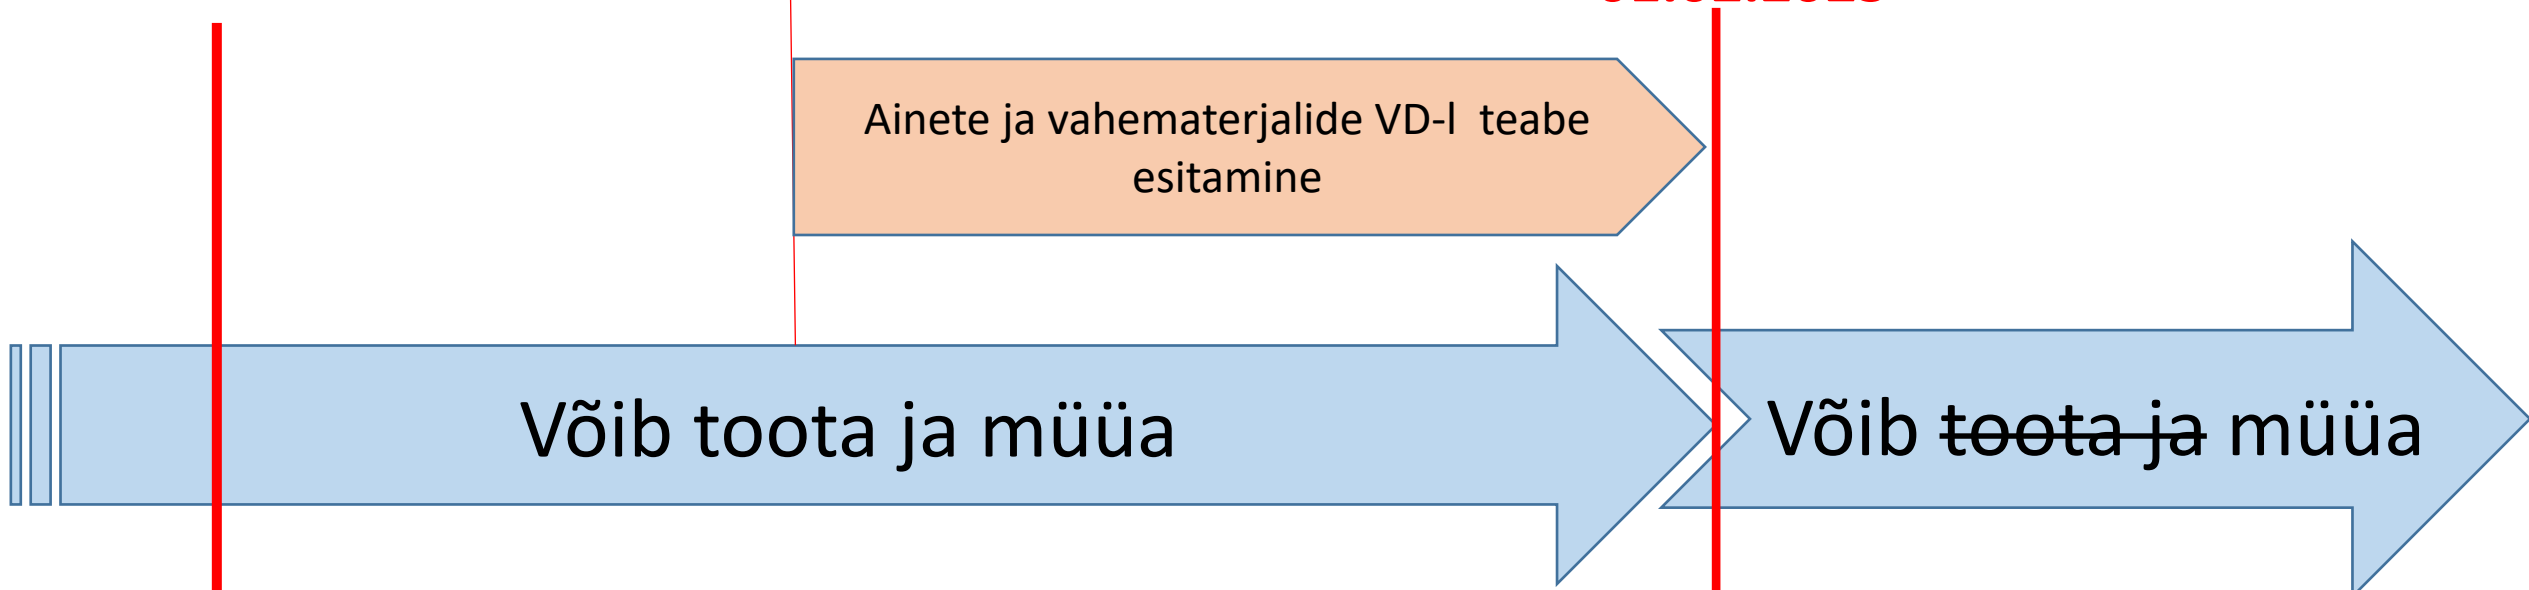 Ainete ja vahematerjalide VD-l teabe
esitamine
Võib toota ja müüa
Võib toota ja müüa